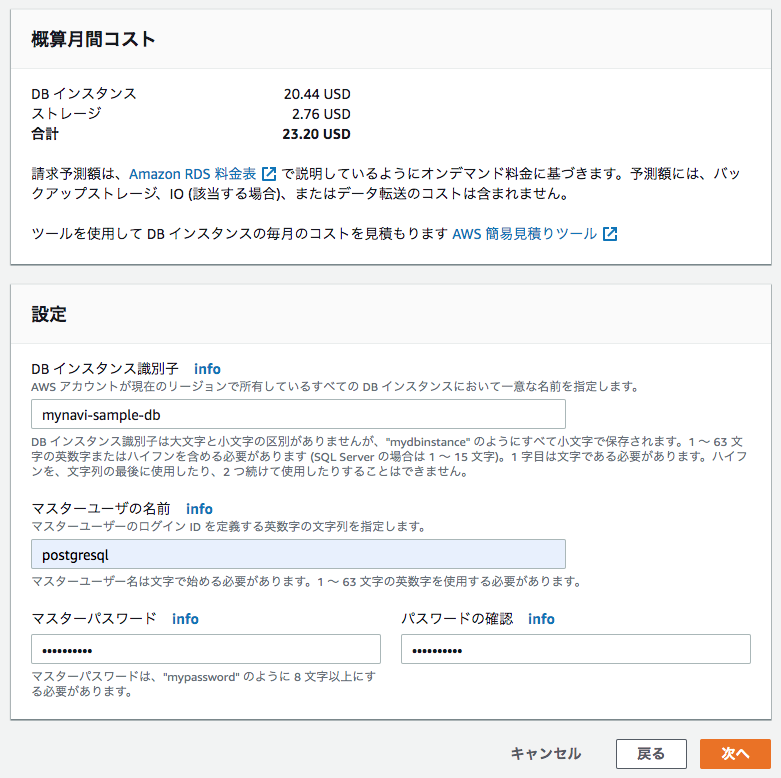 概算月間コスト
DB インスタンス 20.44 USD
ストレージ 2.76 USD
合計 23.20 USD
請求予測額は、Amazon RDS 料金表 で説明しているようにオンデマンド料金に基づきます。予測額には、バッ
クアップストレージ、IO (該当する場合)、またはデータ転送のコストは含まれません。
ツールを使用して DB インスタンスの毎月のコストを見積もります AWS 簡易見積りツール
設定
DB インスタンス識別子 info
AWS アカウントが現在のリージョンで所有しているすべての DB インスタンスにおいて一意な名前を指定します。
mynavi-sample-db
DB インスタンス識別子は大文字と小文字の区別がありませんが、"mydbinstance" のようにすべて小文字で保存されます。1 ～ 63 文
字の英数字またはハイフンを含める必要があります (SQL Server の場合は 1 ～ 15 文字)。1 字目は文字である必要があります。ハイフ
ンを、文字列の最後に使用したり、2 つ続けて使用したりすることはできません。
マスターユーザの名前 info
マスターユーザーのログイン ID を定義する英数字の文字列を指定します。
postgresql
マスターユーザー名は文字で始める必要があります。1 ～ 63 文字の英数字を使用する必要があります。
マスターパスワード info パスワードの確認 info
•••••••••• ••••••••••
マスターパスワードは、"mypassword" のように 8 文字以上にす
る必要があります。
キャンセル 戻る 次へ